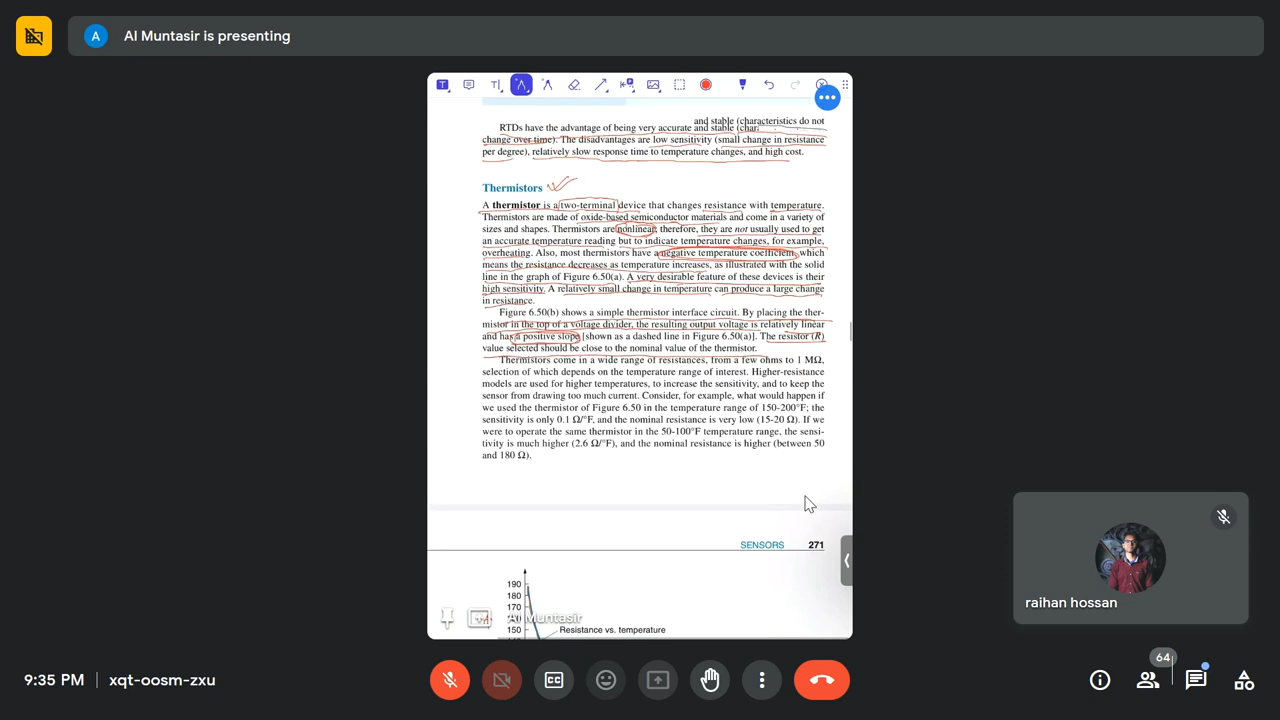 A
Al Muntasir is presenting
and stable (characteristics do not
RTDs have the advantage of being very accurate and stable (char.
change over time). The disadvantages are low sensitivity (small change in resistance
per degree), relatively slow response time to temperature changes, and high cost.
Thermistors
A thermistor is a two-terminal device that changes resistance with temperature.
Thermistors are made of oxide-based semiconductor materials and come in a variety of
sizes and shapes. Thermistors are nonlinear; therefore, they are not usually used to get
an accurate temperature reading but to indicate temperature changes, for example,
overheating. Also, most thermistors have a negative temperature coefficient, which
means the resistance decreases as temperature increases, as illustrated with the solid
line in the graph of Figure 6.50(a). A very desirable feature of these devices is their
high sensitivity. A relatively small change in temperature can produce a large change
in resistance.
Figure 6.50(b) shows a simple thermistor interface circuit. By placing the ther-
mistor in the top of a voltage divider, the resulting output voltage is relatively linear
and has a positive slope [shown as a dashed line in Figure 6.50(a)]. The resistor (R)
value selected should be close to the nominal value of the thermistor.
Thermistors come in a wide range of resistances, from a few ohms to 1 MΩ,
selection of which depends on the temperature range of interest. Higher-resistance
models are used for higher temperatures, to increase the sensitivity, and to keep the
sensor from drawing too much current. Consider, for example, what would happen if
we used the thermistor of Figure 6.50 in the temperature range of 150-200°F; the
sensitivity is only 0.1 Ω/°F, and the nominal resistance is very low (15-20 Ω). If we
were to operate the same thermistor in the 50-100°F temperature range, the sensi-
tivity is much higher (2.6 Ω/°F), and the nominal resistance is higher (between 50
and 180 Ω).
SENSORS 271
190
180
170
150
Resistance vs. temperature
Al Muntasir
raihan hossan
9:35 PM | xqt-oosm-zxu
64